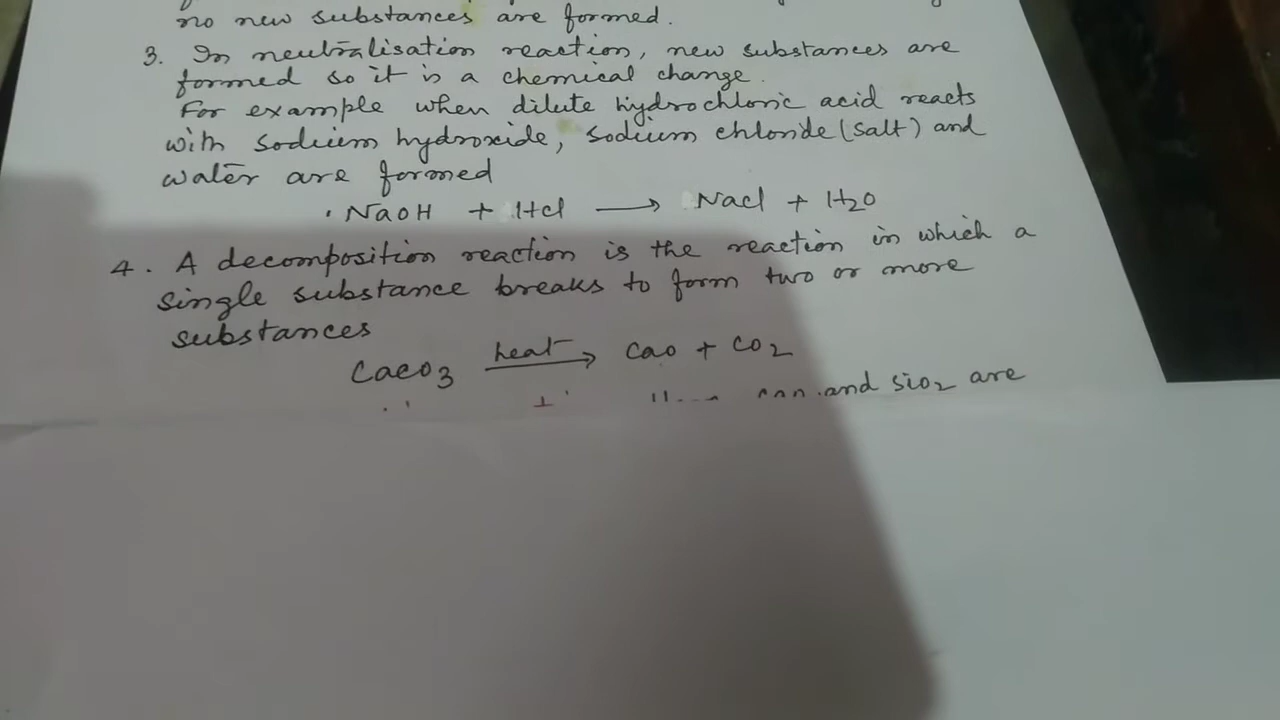 no new substances are formed.
3. In neutralisation reaction, new substances are
formed so it is a chemical change.
For example when dilute hydrochloric acid reacts
with sodium hydroxide, sodium chloride (salt) and
water are formed
NaOH + HCl → NaCl + H2O
4. A decomposition reaction is the reaction in which a
single substance breaks to form two or more
substances
CaCO3 heat→ CaO + CO2
and SiO2 are